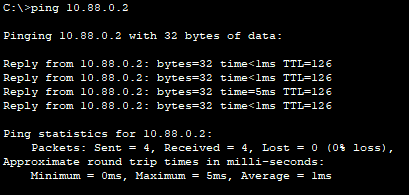 C:\>ping 10.88.0.2
Pinging 10.88.0.2 with 32 bytes of data:
Reply from 10.88.0.2: bytes=32 time<1ms TTL=126
Reply from 10.88.0.2: bytes=32 time<1ms TTL=126
Reply from 10.88.0.2: bytes=32 time=5ms TTL=126
Reply from 10.88.0.2: bytes=32 time<1ms TTL=126
Ping statistics for 10.88.0.2:
    Packets: Sent = 4, Received = 4, Lost = 0 (0% loss),
Approximate round trip times in milli-seconds:
    Minimum = 0ms, Maximum = 5ms, Average = 1ms